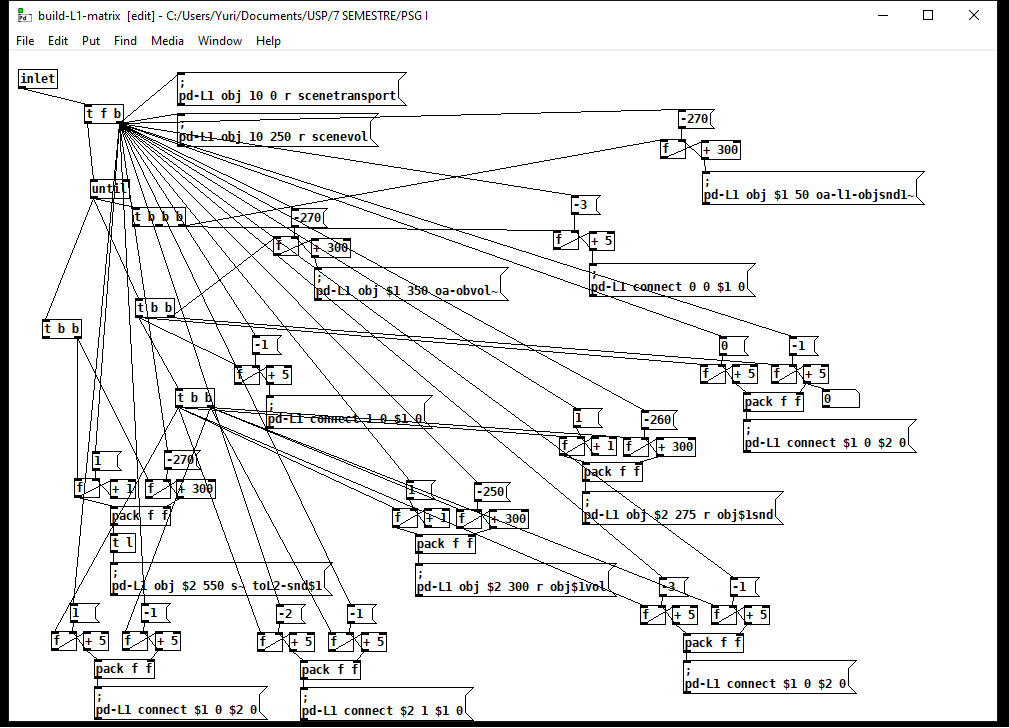 build-L1-matrix [edit] - C:/Users/Yuri/Documents/USP/7 SEMESTRE/PSG I
File Edit Put Find Media Window Help
inlet
;
pd-L1 obj 10 0 r scenetransport
t f b
;
pd-L1 obj 10 250 r scenevol
-270
f
+ 300
;
pd-L1 obj $1 50 oa-l1-objsnd1~
until
t b b b
-270
f
+ 300
;
pd-L1 obj $1 350 oa-obvol~
-3
f
+ 5
;
pd-L1 connect 0 0 $1 0
t b b
t b b
-1
f
+ 5
;
pd-L1 connect 1 0 $1 0
0
-1
f
+ 5
f
+ 5
pack f f
0
;
pd-L1 connect $1 0 $2 0
t b b
1
-260
f
+ 1
f
+ 300
pack f f
;
pd-L1 obj $2 275 r obj$1snd
1
-270
f
+ 1
f
+ 300
pack f f
t l
;
pd-L1 obj $2 550 s~ toL2-snd$1
1
-250
f
+ 1
f
+ 300
pack f f
;
pd-L1 obj $2 300 r obj$1vol
1
-1
f
+ 5
f
+ 5
pack f f
;
pd-L1 connect $1 0 $2 0
-2
-1
f
+ 5
f
+ 5
pack f f
;
pd-L1 connect $2 1 $1 0
-3
-1
f
+ 5
f
+ 5
pack f f
;
pd-L1 connect $1 0 $2 0